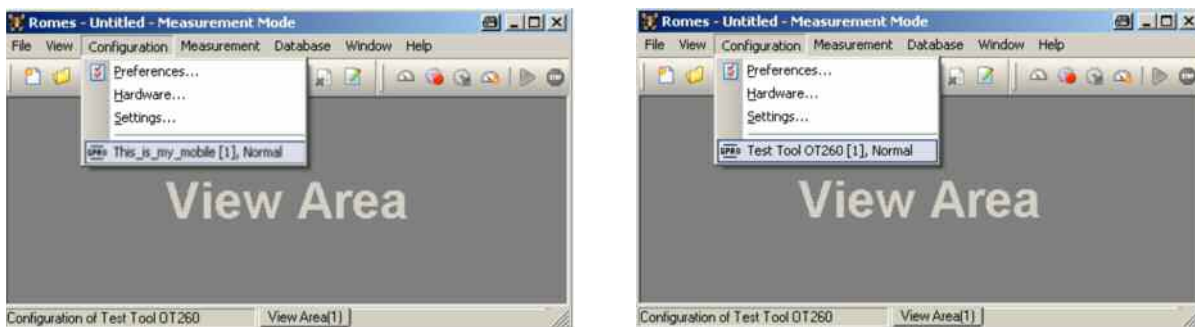 Romes - Untitled - Measurement Mode
File View Configuration Measurement Database Window Help
Preferences...
Hardware...
Settings...
This_is_my_mobile [1], Normal
View Area
Configuration of Test Tool OT260 View Area(1)
Romes - Untitled - Measurement Mode
File View Configuration Measurement Database Window Help
Preferences...
Hardware...
Settings...
Test Tool OT260 [1], Normal
View Area
Configuration of Test Tool OT260 View Area(1)